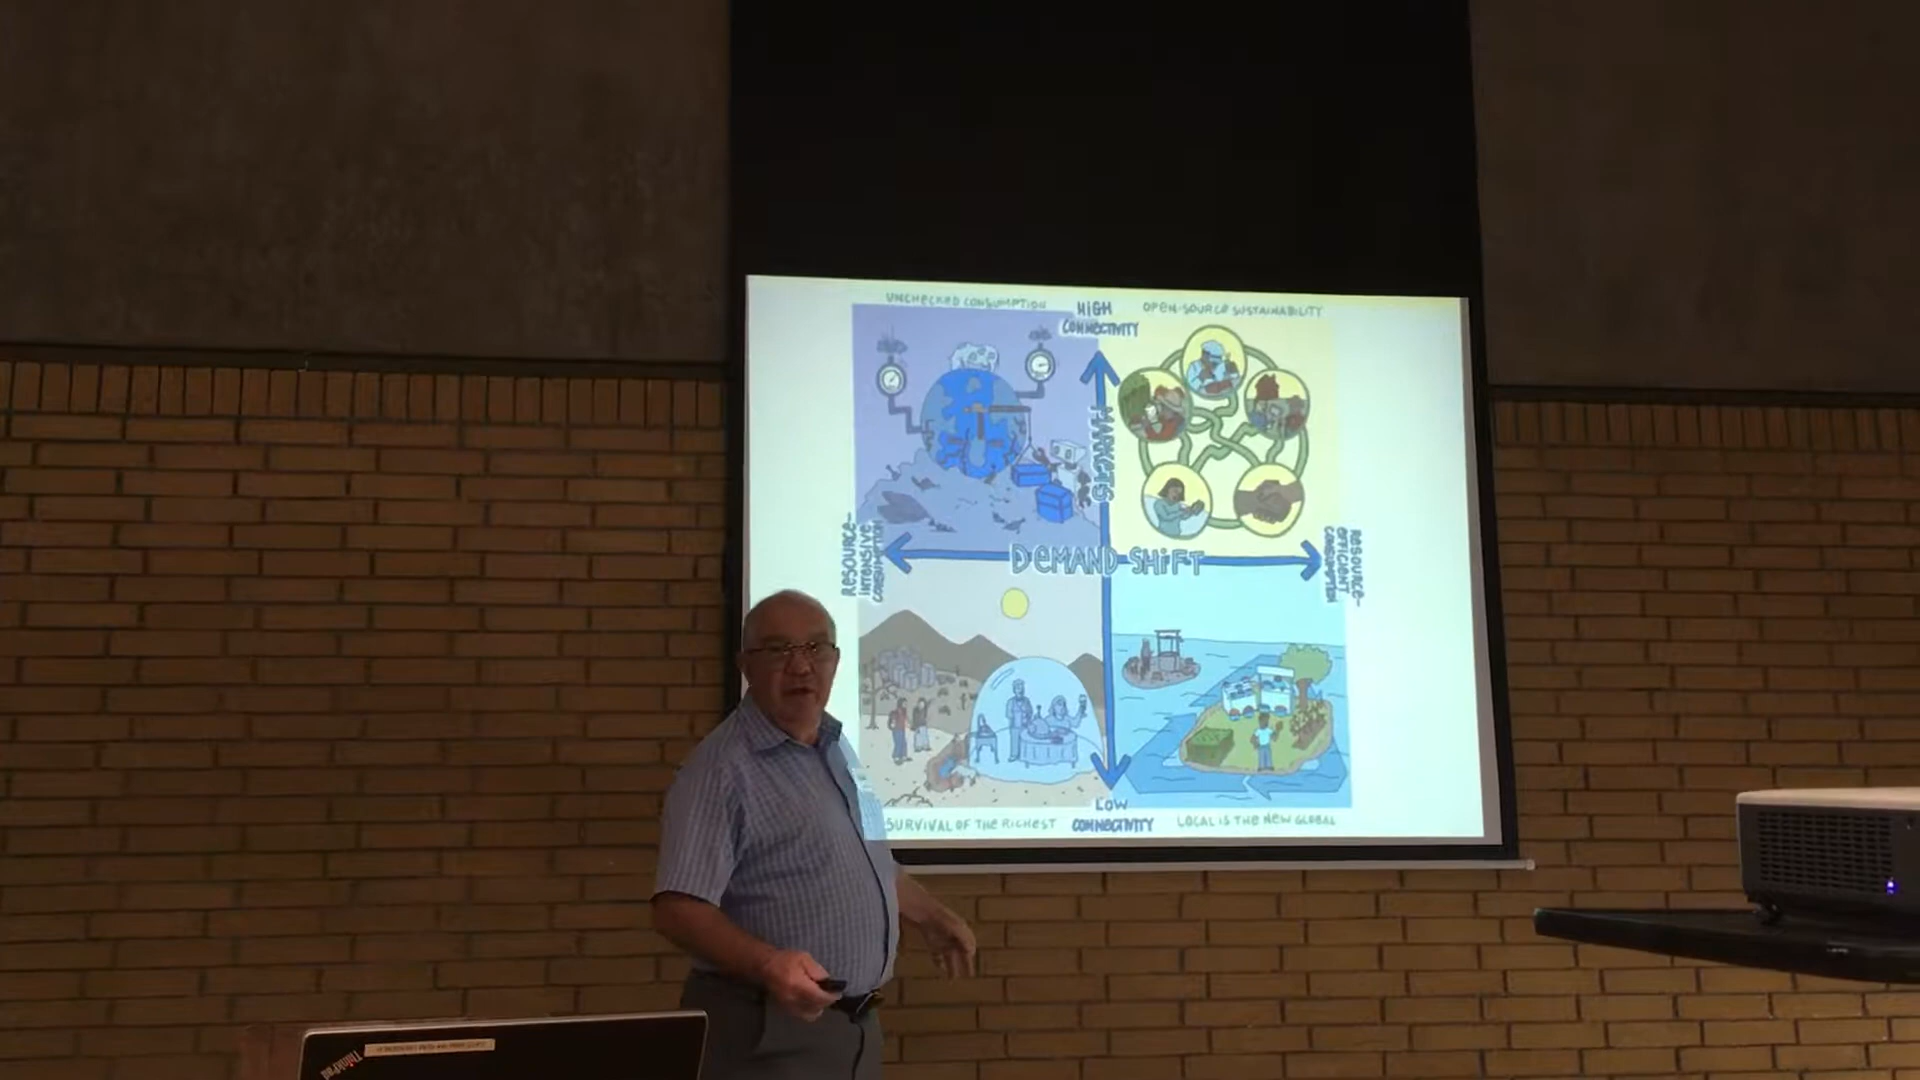 UNCHECKED CONSUMPTION
HIGH
CONNECTIVITY
OPEN-SOURCE SUSTAINABILITY
MARKETS
RESOURCE-
INTENSIVE
CONSUMPTION
DEMAND SHIFT
RESOURCE-
EFFICIENT
CONSUMPTION
LOW
CONNECTIVITY
SURVIVAL OF THE RICHEST
LOCAL IS THE NEW GLOBAL
ThinkPad